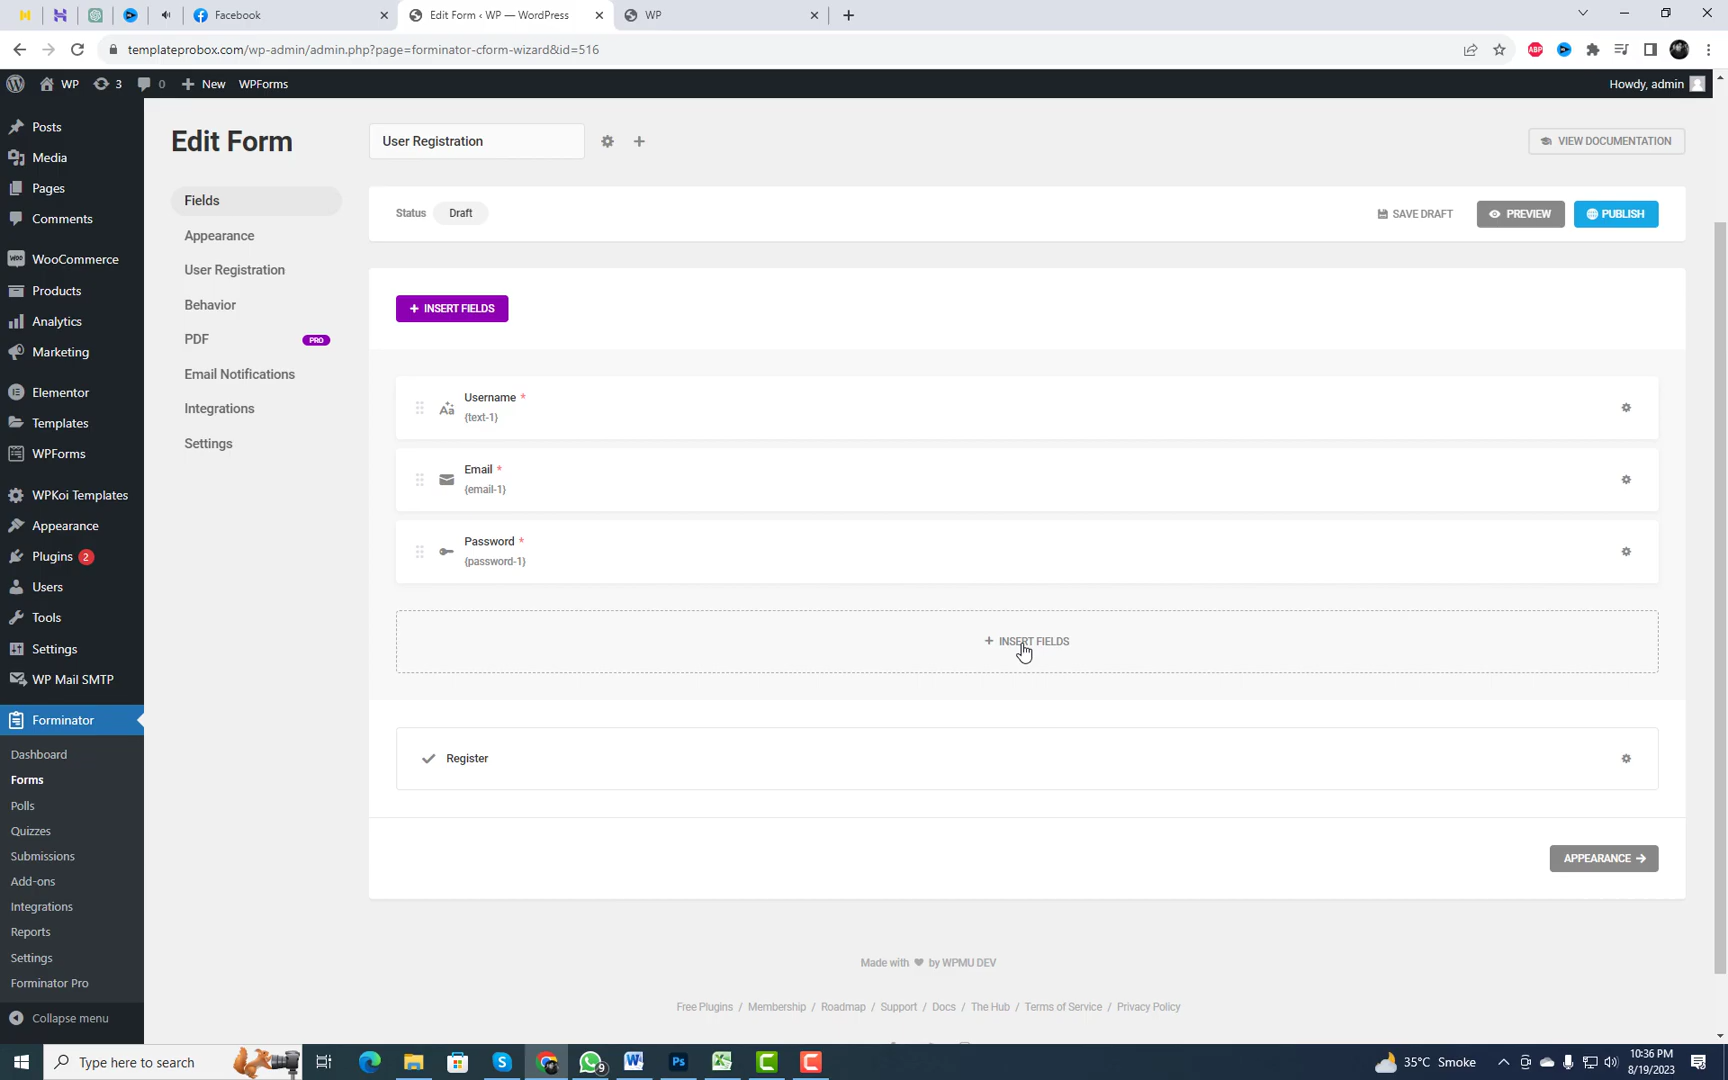 Facebook
Edit Form ‹ WP — WordPress
WP
templateprobox.com/wp-admin/admin.php?page=forminator-cform-wizard&id=516
ABP
WP
3
0
New
WPForms
Howdy, admin
Posts
Media
Pages
Comments
WooCommerce
Products
Analytics
Marketing
Elementor
Templates
WPForms
WPKoi Templates
Appearance
Plugins 2
Users
Tools
Settings
WP Mail SMTP
Forminator
Dashboard
Forms
Polls
Quizzes
Submissions
Add-ons
Integrations
Reports
Settings
Forminator Pro
Collapse menu
Edit Form
User Registration
VIEW DOCUMENTATION
Fields
Appearance
User Registration
Behavior
PDF PRO
Email Notifications
Integrations
Settings
Status Draft
SAVE DRAFT
PREVIEW
PUBLISH
+ INSERT FIELDS
Username *
{text-1}
Email *
{email-1}
Password *
{password-1}
+ INSERT FIELDS
Register
APPEARANCE →
Made with ♥ by WPMU DEV
Free Plugins / Membership / Roadmap / Support / Docs / The Hub / Terms of Service / Privacy Policy
Type here to search
9
35°C Smoke
10:36 PM
8/19/2023